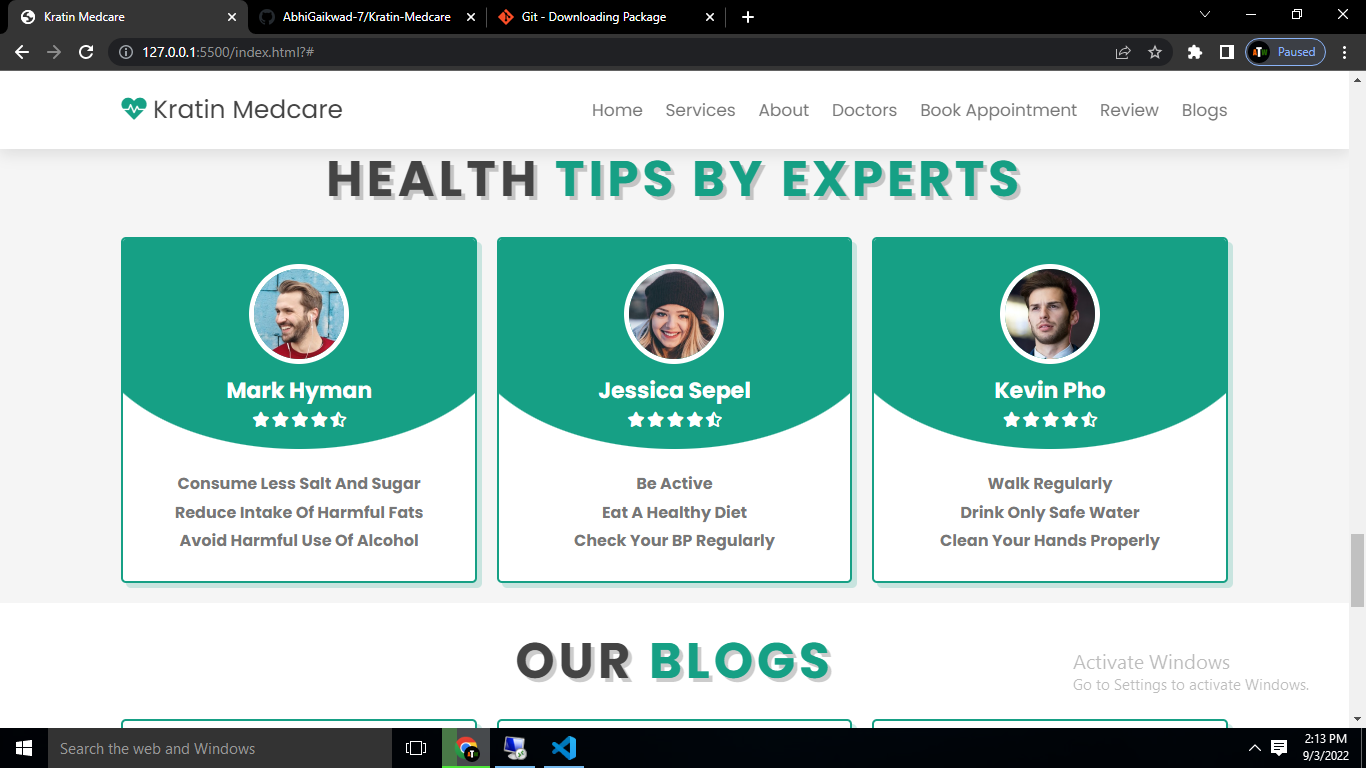 Kratin Medcare
AbhiGaikwad-7/Kratin-Medcare
Git - Downloading Package
127.0.0.1:5500/index.html?#
Paused
Kratin Medcare
Home Services About Doctors Book Appointment Review Blogs
HEALTH TIPS BY EXPERTS
Mark Hyman
Consume Less Salt And Sugar
Reduce Intake Of Harmful Fats
Avoid Harmful Use Of Alcohol
Jessica Sepel
Be Active
Eat A Healthy Diet
Check Your BP Regularly
Kevin Pho
Walk Regularly
Drink Only Safe Water
Clean Your Hands Properly
OUR BLOGS
Activate Windows
Go to Settings to activate Windows.
Search the web and Windows
2:13 PM
9/3/2022